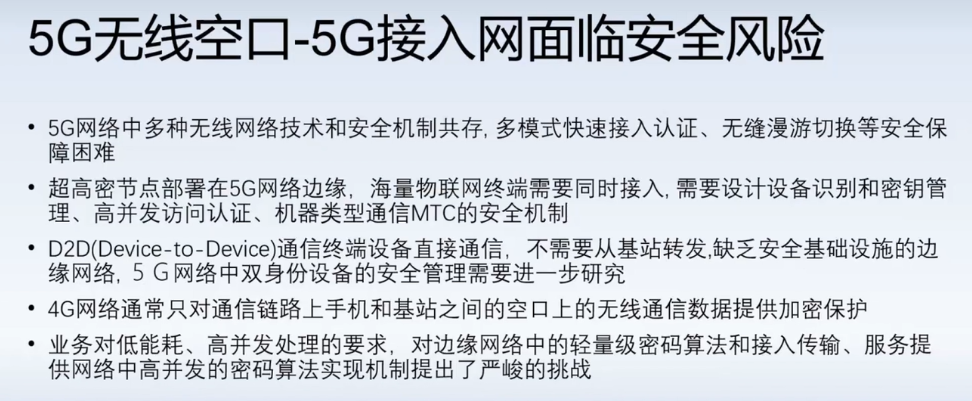 5G无线空口-5G接入网面临安全风险
• 5G网络中多种无线网络技术和安全机制共存, 多模式快速接入认证、无缝漫游切换等安全保
障困难
• 超高密节点部署在5G网络边缘，海量物联网终端需要同时接入, 需要设计设备识别和密钥管
理、高并发访问认证、机器类型通信MTC的安全机制
• D2D(Device-to-Device)通信终端设备直接通信，不需要从基站转发,缺乏安全基础设施的边
缘网络, ５Ｇ网络中双身份设备的安全管理需要进一步研究
• 4G网络通常只对通信链路上手机和基站之间的空口上的无线通信数据提供加密保护
• 业务对低能耗、高并发处理的要求，对边缘网络中的轻量级密码算法和接入传输、服务提
供网络中高并发的密码算法实现机制提出了严峻的挑战